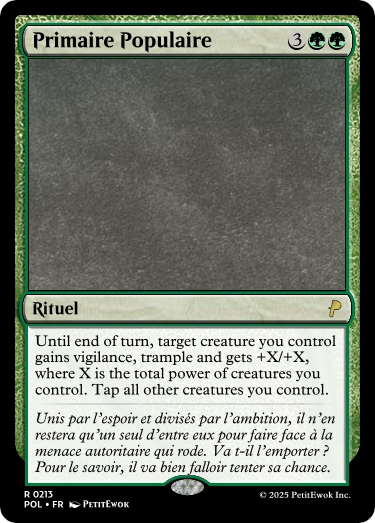 Primaire Populaire 3
Rituel
Until end of turn, target creature you control
gains vigilance, trample and gets +X/+X,
where X is the total power of creatures you
control. Tap all other creatures you control.
Unis par l'espoir et divisés par l'ambition, il n'en
restera qu'un seul d'entre eux pour faire face à la
menace autoritaire qui rode. Va t-il l'emporter ?
Pour le savoir, il va bien falloir tenter sa chance.
R 0213
POL • FR PETITEWOK
© 2025 PetitEwok Inc.